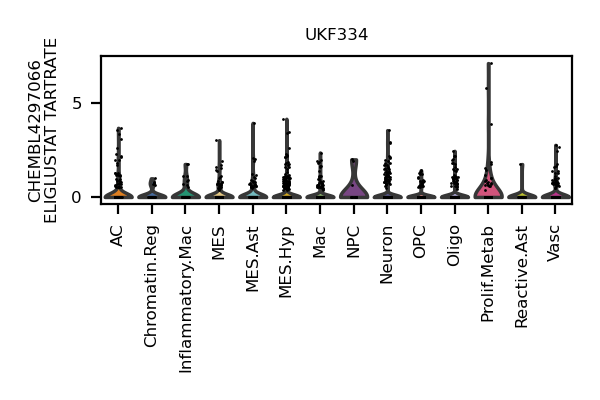 UKF334
CHEMBL4297066
ELIGLUSTAT TARTRATE
5
0
AC
Chromatin.Reg
Inflammatory.Mac
MES
MES.Ast
MES.Hyp
Mac
NPC
Neuron
OPC
Oligo
Prolif.Metab
Reactive.Ast
Vasc